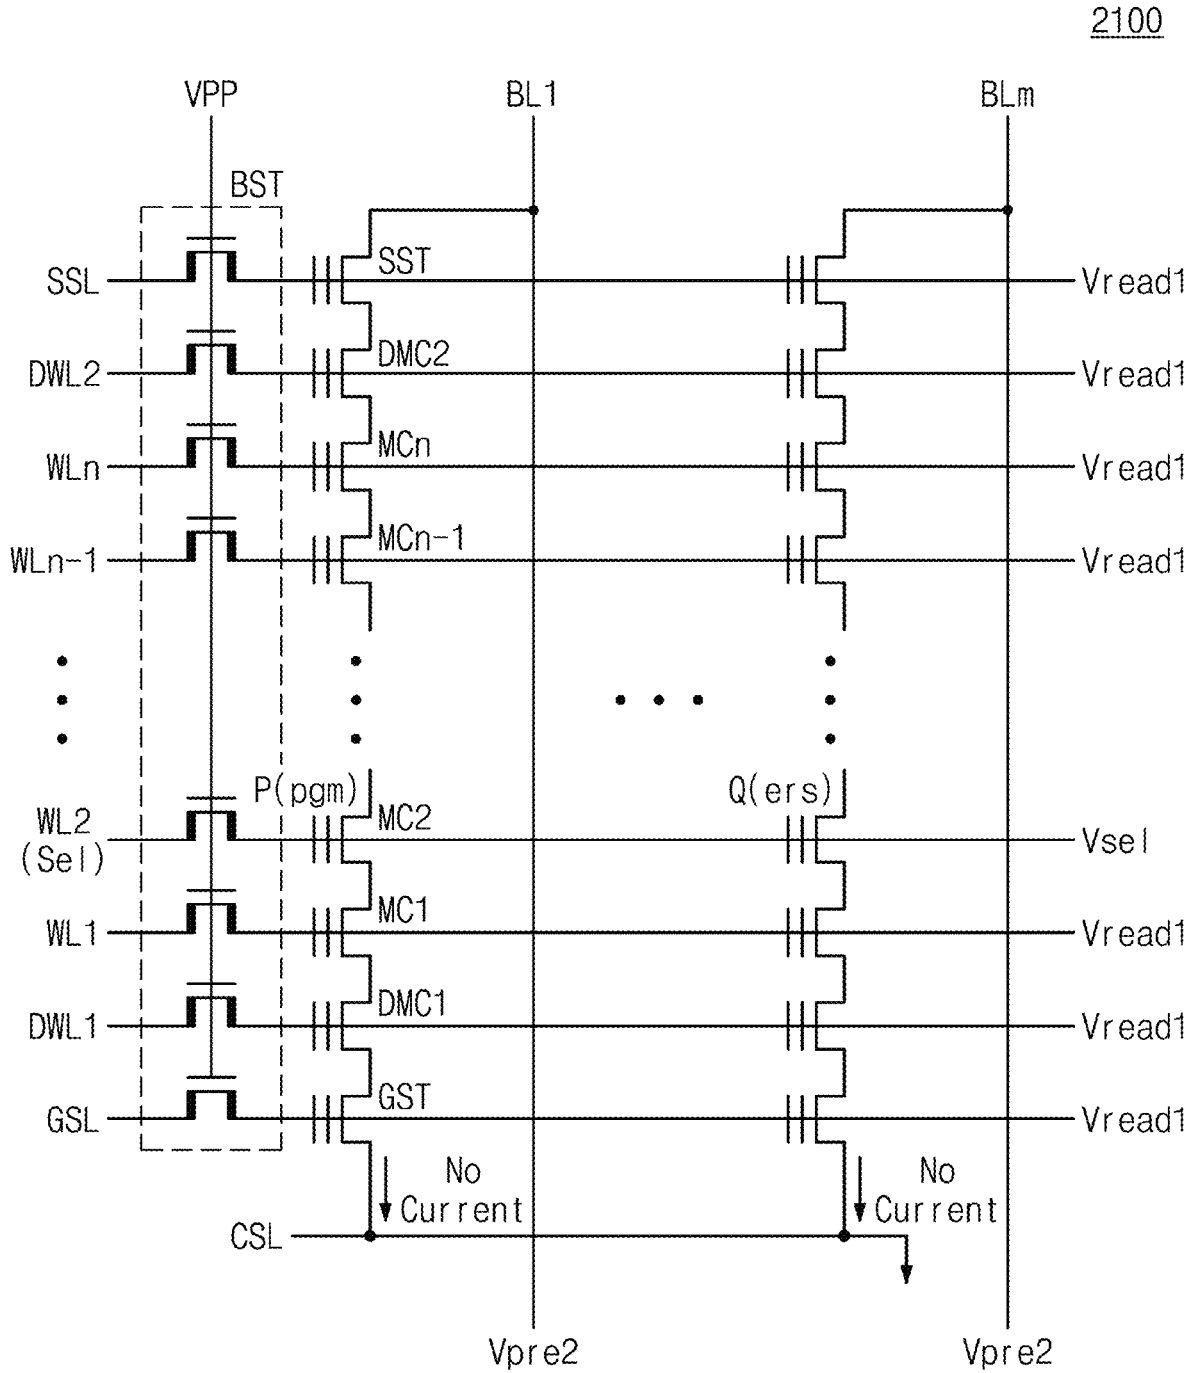 2100
VPP
BL1
BLm
BST
SSL
SST
Vread1
DWL2
DMC2
Vread1
WLn
MCn
Vread1
WLn-1
MCn-1
Vread1
P(pgm)
Q(ers)
WL2
(Sel)
MC2
Vsel
WL1
MC1
Vread1
DWL1
DMC1
Vread1
GSL
GST
Vread1
No
Current
No
Current
CSL
Vpre2
Vpre2